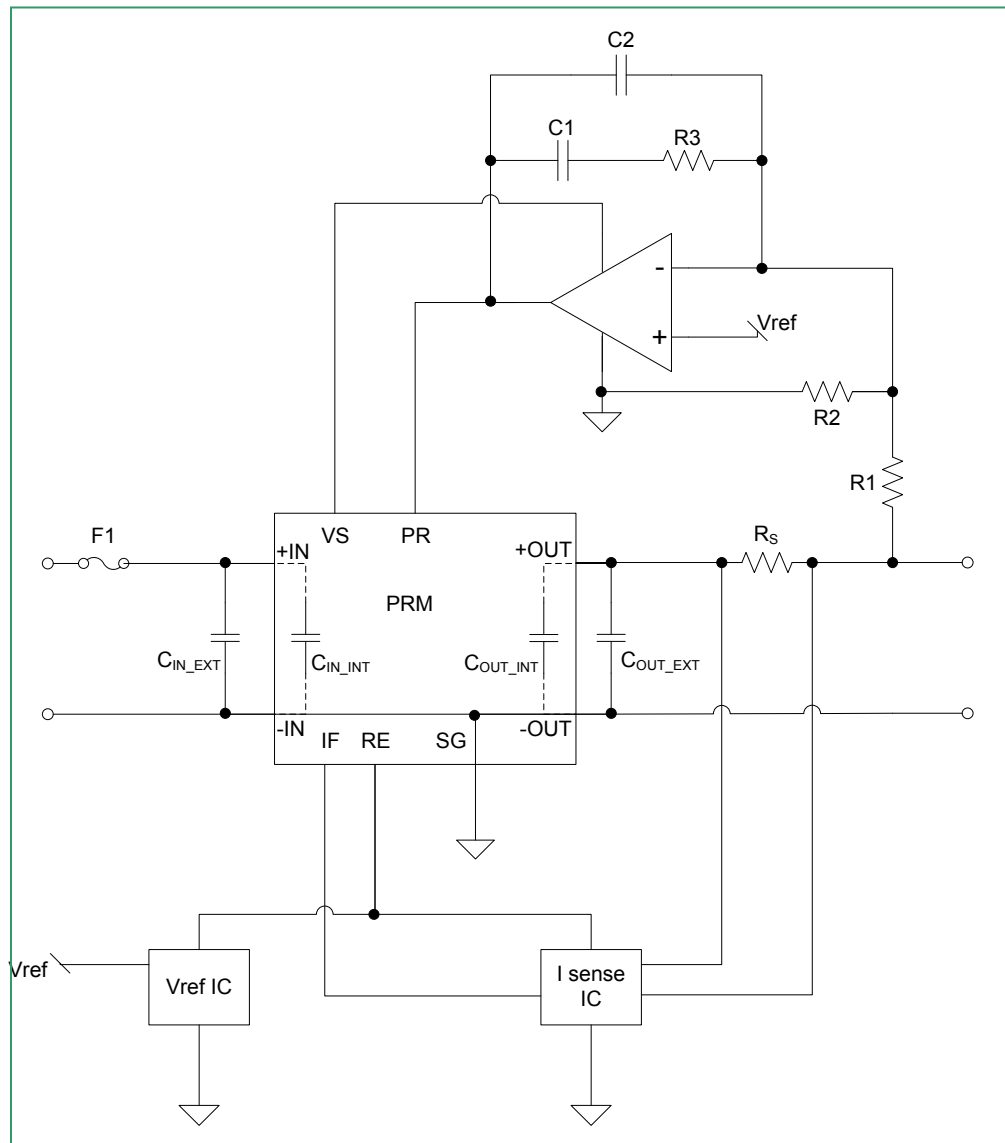 C2
C1
R3
-
+
Vref
R2
R1
F1
VS
PR
+IN
+OUT
RS
PRM
CIN_EXT
CIN_INT
COUT_INT
COUT_EXT
-IN
-OUT
IF
RE
SG
Vref
Vref IC
I sense
IC